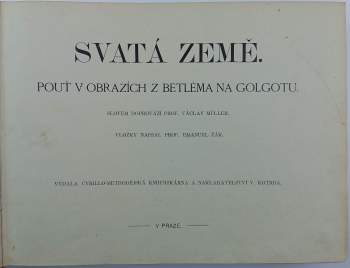 SVATÁ ZEMĚ.
POUŤ V OBRAZÍCH Z BETLÉMA NA GOLGOTU.
SLOVEM DOPROVÁZÍ PROF. VÁCLAV MÜLLER.
VLOŽKY NAPSAL PROF. EMANUEL ŽÁK.
VYDALA CYRILLO-METHODĚJSKÁ KNIHTISKÁRNA A NAKLADATELSTVÍ V. KOTRBA.
V PRAZE.